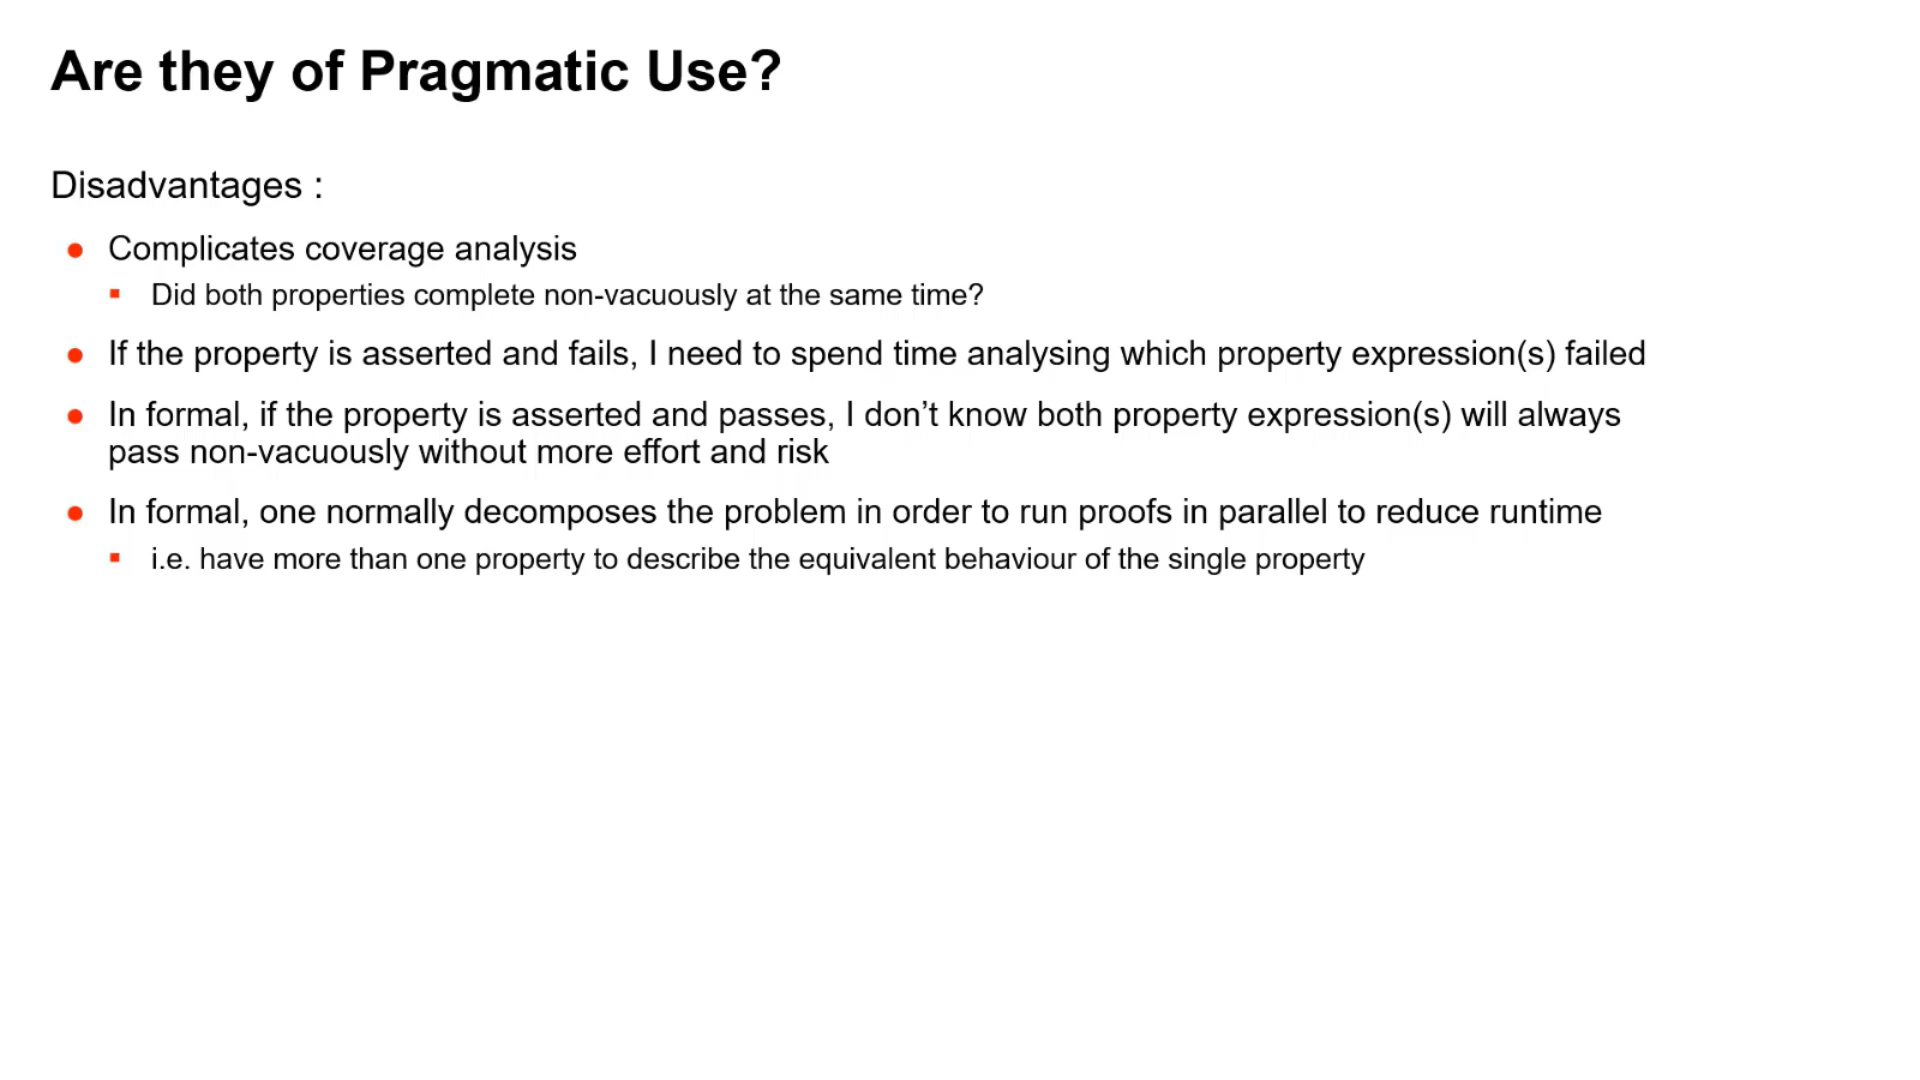 Are they of Pragmatic Use?
Disadvantages :
Complicates coverage analysis
Did both properties complete non-vacuously at the same time?
If the property is asserted and fails, I need to spend time analysing which property expression(s) failed
In formal, if the property is asserted and passes, I don’t know both property expression(s) will always
pass non-vacuously without more effort and risk
In formal, one normally decomposes the problem in order to run proofs in parallel to reduce runtime
i.e. have more than one property to describe the equivalent behaviour of the single property